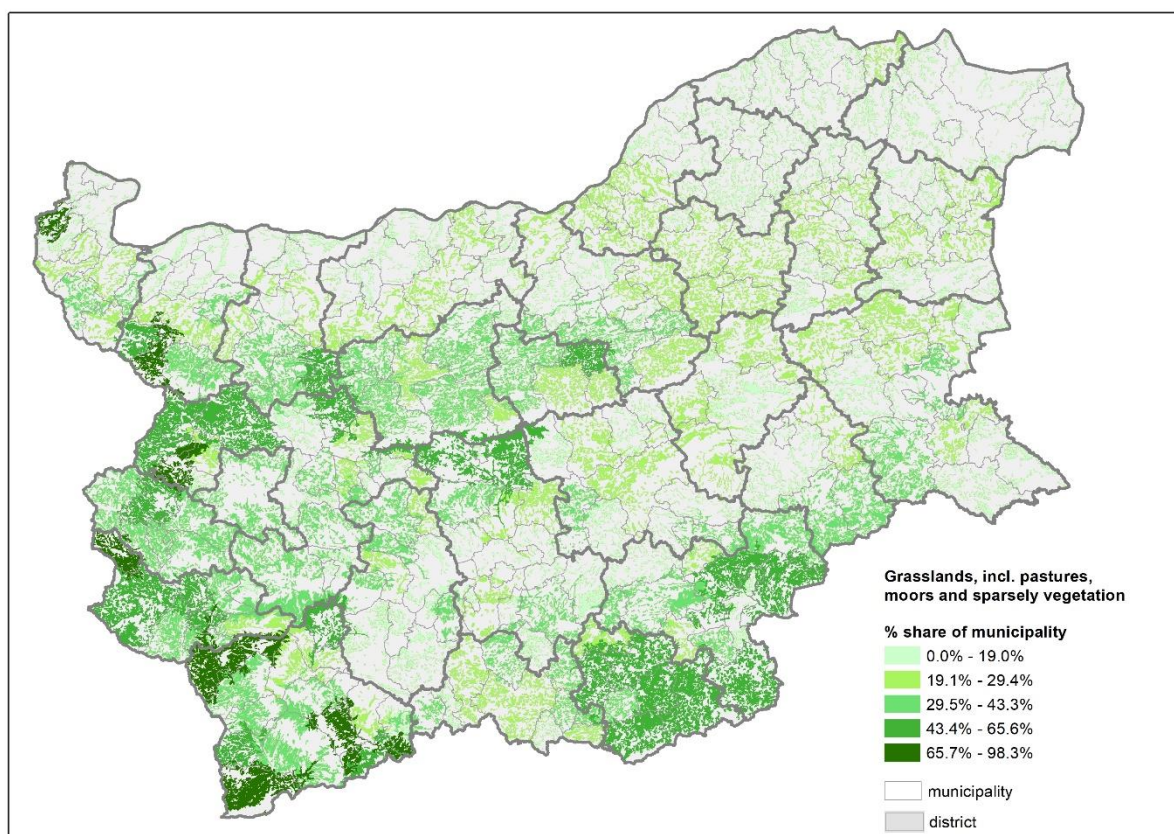 Grasslands, incl. pastures,
moors and sparsely vegetation
% share of municipality
0.0% - 19.0%
19.1% - 29.4%
29.5% - 43.3%
43.4% - 65.6%
65.7% - 98.3%
municipality
district